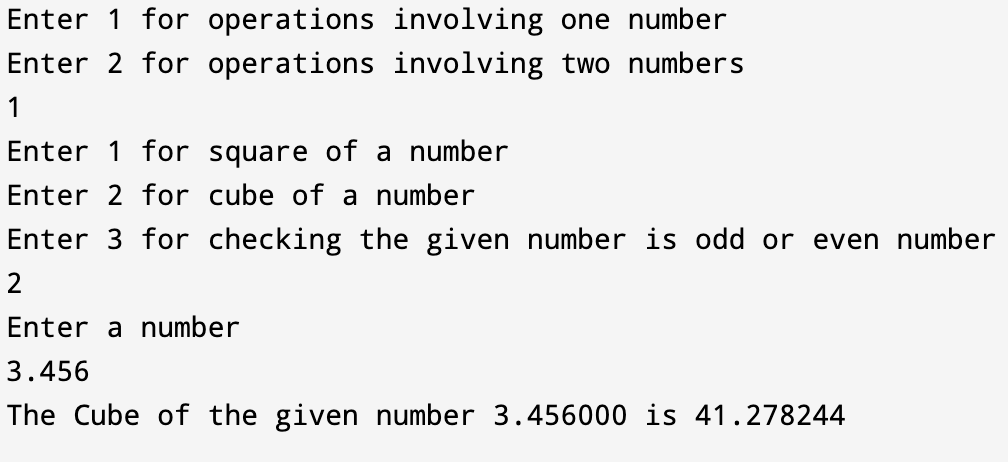 Enter 1 for operations involving one number
Enter 2 for operations involving two numbers
1
Enter 1 for square of a number
Enter 2 for cube of a number
Enter 3 for checking the given number is odd or even number
2
Enter a number
3.456
The Cube of the given number 3.456000 is 41.278244